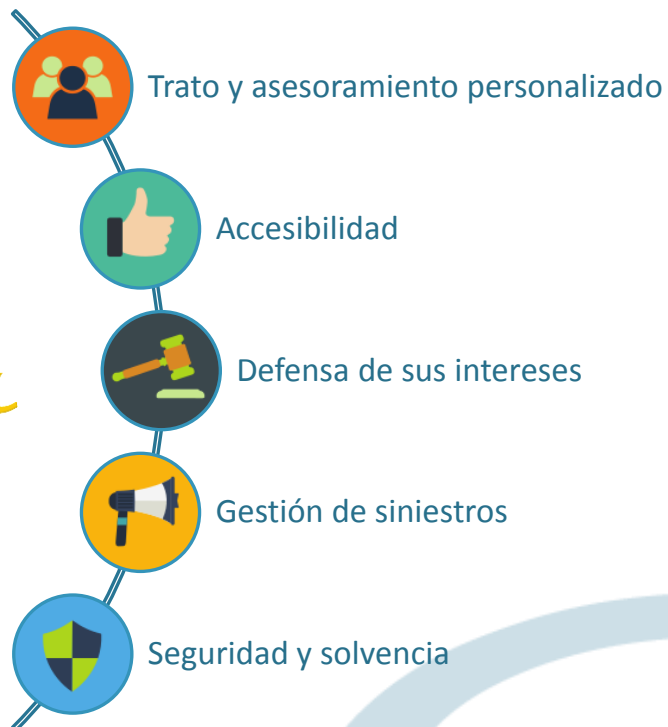 Trato y asesoramiento personalizado
Accesibilidad
Defensa de sus intereses
Gestión de siniestros
Seguridad y solvencia